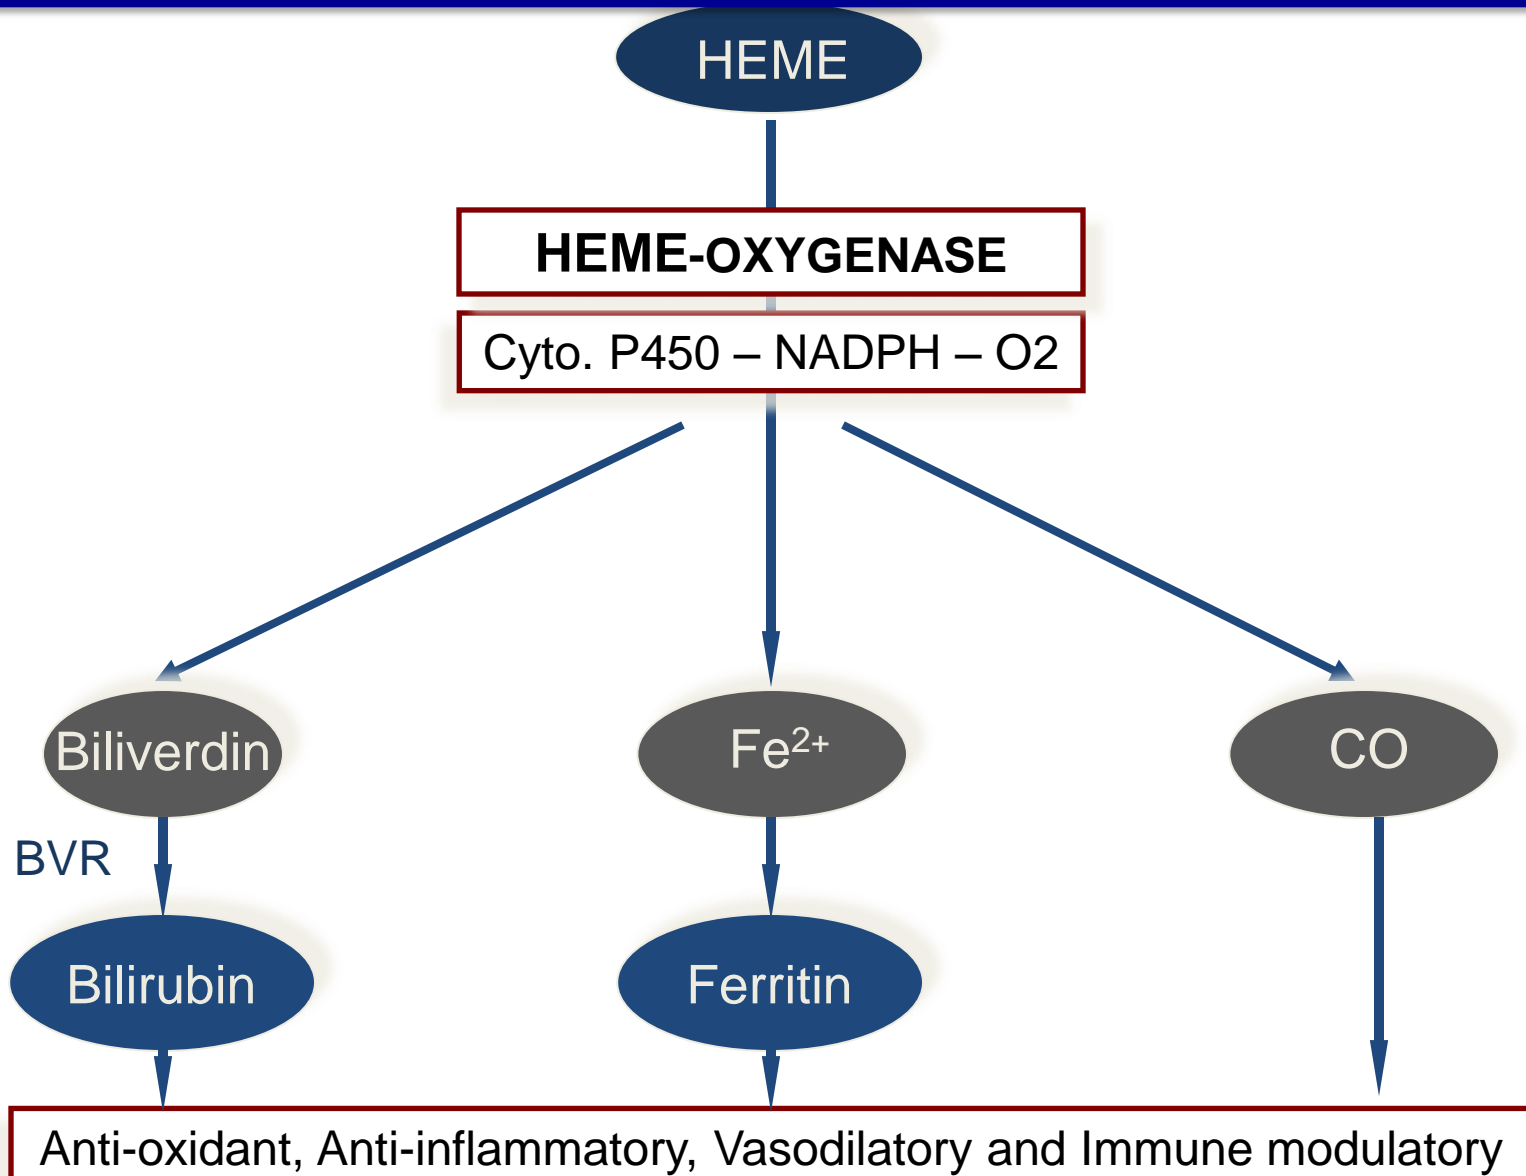 HEME
HEME-OXYGENASE
Cyto. P450 – NADPH – O2
Biliverdin
Fe²⁺
CO
BVR
Bilirubin
Ferritin
Anti-oxidant, Anti-inflammatory, Vasodilatory and Immune modulatory